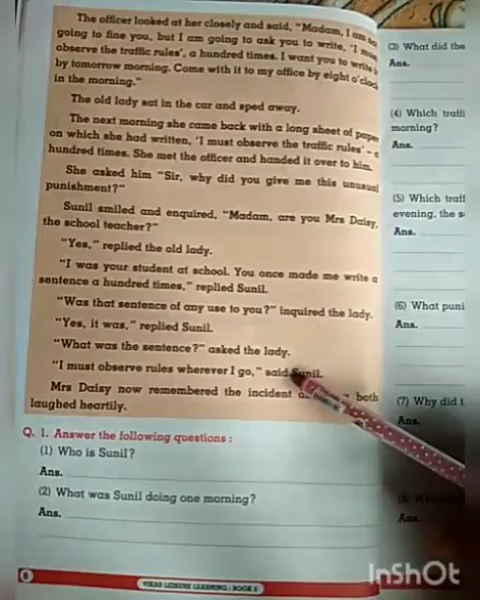 The officer looked at her closely and said, "Madam, I am
going to fine you, but I am going to ask you to write, 'I
observe the traffic rules', a hundred times. I want you to write
by tomorrow morning. Come with it to my office by eight o'clock
in the morning."
The old lady sat in the car and sped away.
The next morning she came back with a long sheet of paper
on which she had written, 'I must observe the traffic rules' – a
hundred times. She met the officer and handed it over to him.
She asked him "Sir, why did you give me this unusual
punishment?"
Sunil smiled and enquired, "Madam, are you Mrs Daisy,
the school teacher?"
"Yes," replied the old lady.
"I was your student at school. You once made me write a
sentence a hundred times," replied Sunil.
"Was that sentence of any use to you?" inquired the lady.
"Yes, it was," replied Sunil.
"What was the sentence?" asked the lady.
"I must observe rules wherever I go," said Sunil.
Mrs Daisy now remembered the incident both
laughed heartily.
Q. 1. Answer the following questions :
(1) Who is Sunil?
Ans.
(2) What was Sunil doing one morning?
Ans.
VIKAS LEISURE LEARNING : BOOK
(3) What did the
Ans.
(4) Which
morning?
Ans.
(5) Which
evening, the
Ans.
(6) What
Ans.
(7) Why did
Ans.
Ans.
InShOt